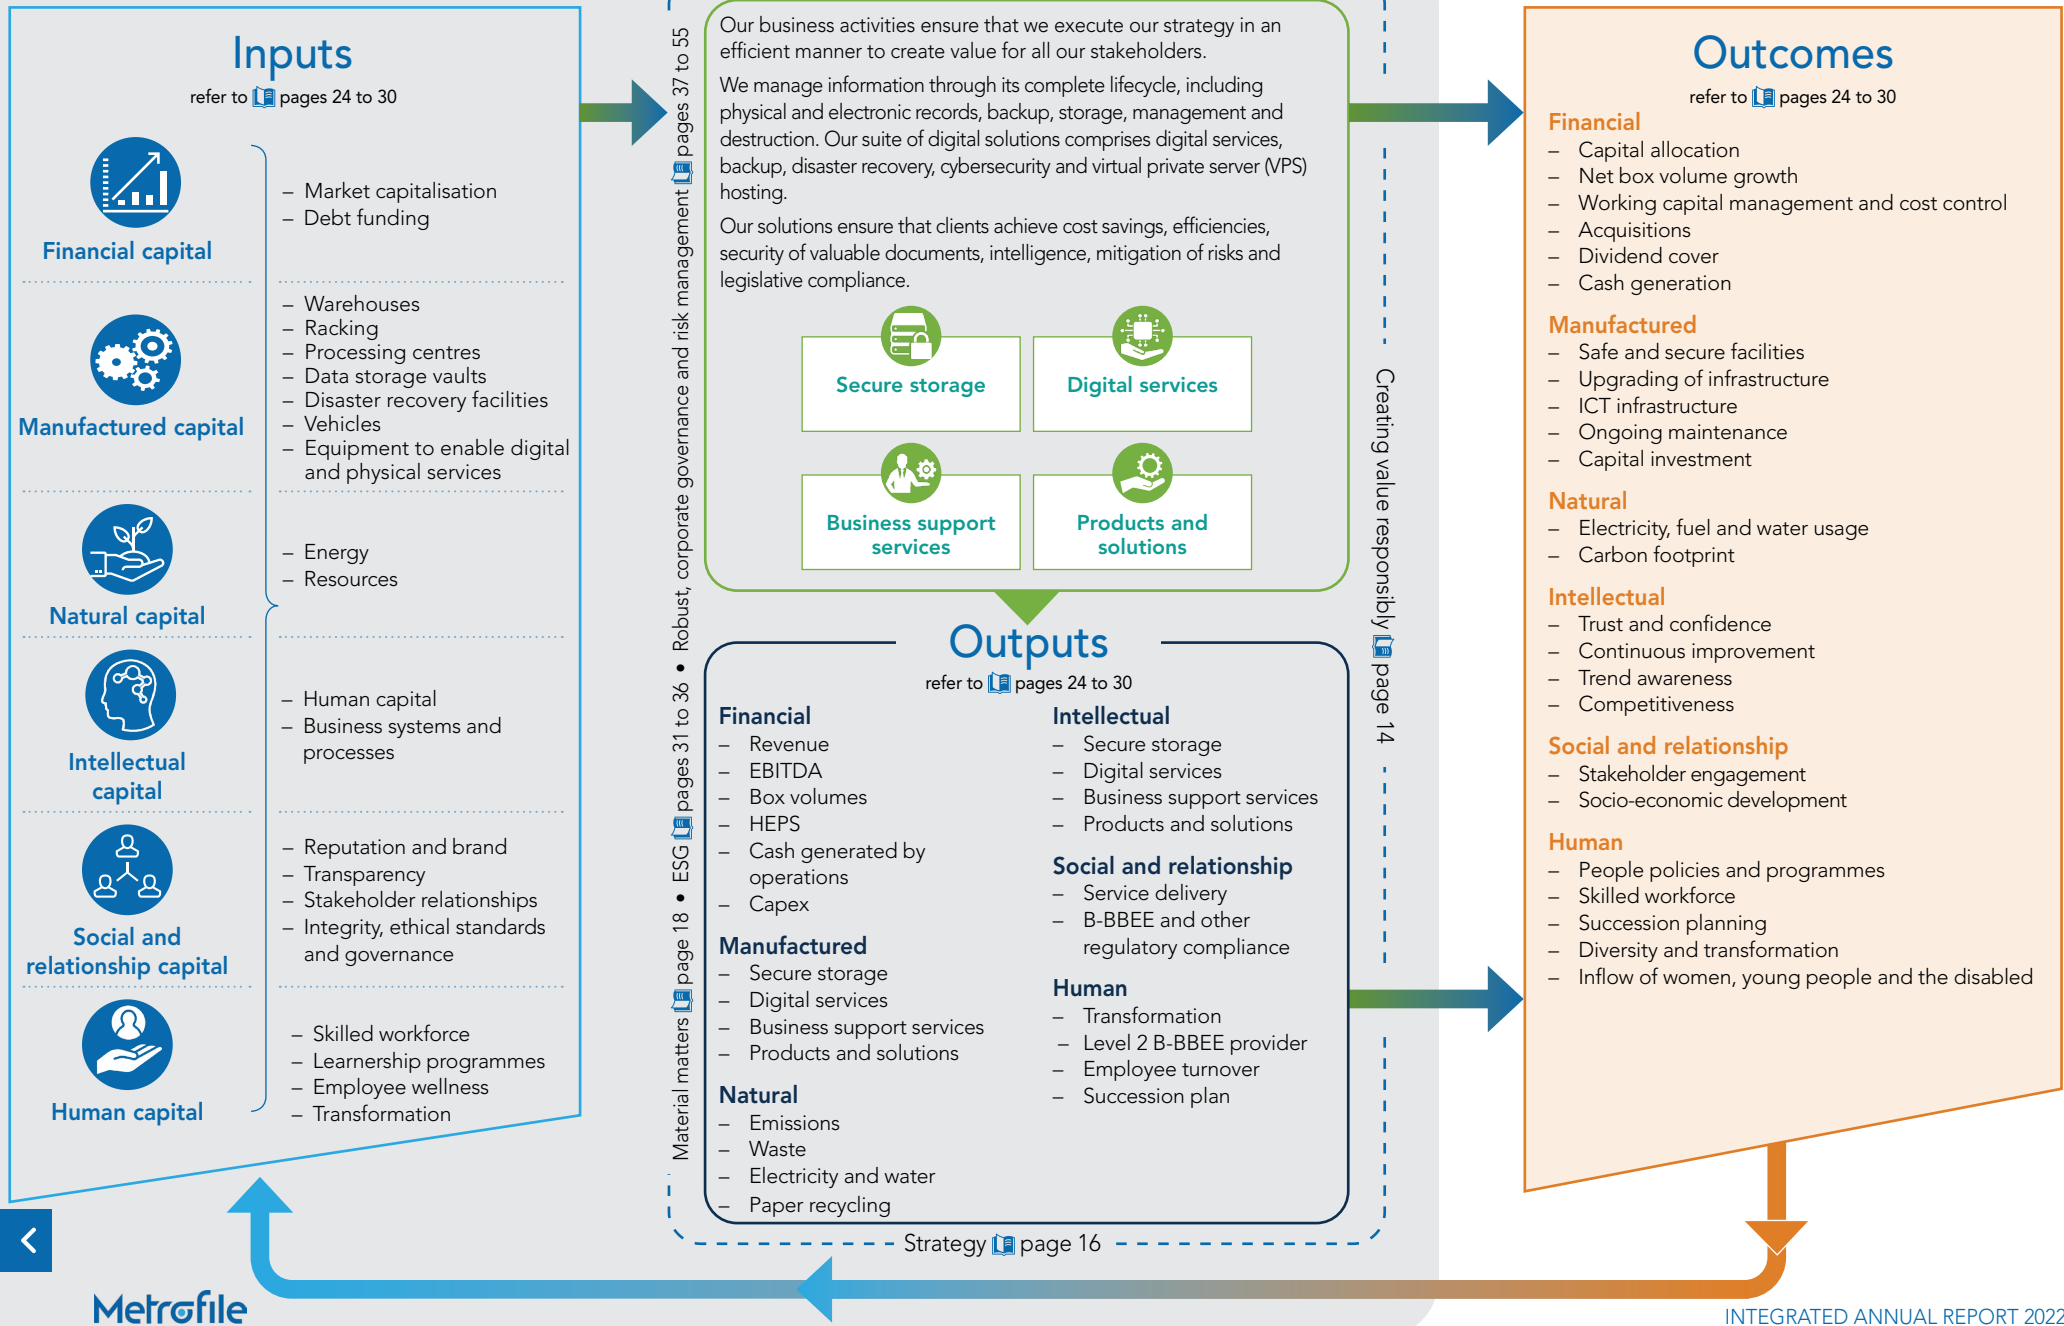 Inputs
refer to pages 24 to 30
Financial capital
– Market capitalisation
– Debt funding
Manufactured capital
– Warehouses
– Racking
– Processing centres
– Data storage vaults
– Disaster recovery facilities
– Vehicles
– Equipment to enable digital
and physical services
Natural capital
– Energy
– Resources
Intellectual
capital
– Human capital
– Business systems and
processes
Social and
relationship capital
– Reputation and brand
– Transparency
– Stakeholder relationships
– Integrity, ethical standards
and governance
Human capital
– Skilled workforce
– Learnership programmes
– Employee wellness
– Transformation
Material matters page 18 • ESG pages 31 to 36 • Robust, corporate governance and risk management pages 37 to 55
Our business activities ensure that we execute our strategy in an
efficient manner to create value for all our stakeholders.
We manage information through its complete lifecycle, including
physical and electronic records, backup, storage, management and
destruction. Our suite of digital solutions comprises digital services,
backup, disaster recovery, cybersecurity and virtual private server (VPS)
hosting.
Our solutions ensure that clients achieve cost savings, efficiencies,
security of valuable documents, intelligence, mitigation of risks and
legislative compliance.
Secure storage
Digital services
Business support
services
Products and
solutions
Outputs
refer to pages 24 to 30
Financial
– Revenue
– EBITDA
– Box volumes
– HEPS
– Cash generated by
operations
– Capex
Manufactured
– Secure storage
– Digital services
– Business support services
– Products and solutions
Natural
– Emissions
– Waste
– Electricity and water
– Paper recycling
Intellectual
– Secure storage
– Digital services
– Business support services
– Products and solutions
Social and relationship
– Service delivery
– B-BBEE and other
regulatory compliance
Human
– Transformation
– Level 2 B-BBEE provider
– Employee turnover
– Succession plan
Strategy page 16
Creating value responsibly page 14
Outcomes
refer to pages 24 to 30
Financial
– Capital allocation
– Net box volume growth
– Working capital management and cost control
– Acquisitions
– Dividend cover
– Cash generation
Manufactured
– Safe and secure facilities
– Upgrading of infrastructure
– ICT infrastructure
– Ongoing maintenance
– Capital investment
Natural
– Electricity, fuel and water usage
– Carbon footprint
Intellectual
– Trust and confidence
– Continuous improvement
– Trend awareness
– Competitiveness
Social and relationship
– Stakeholder engagement
– Socio-economic development
Human
– People policies and programmes
– Skilled workforce
– Succession planning
– Diversity and transformation
– Inflow of women, young people and the disabled
Metrofile
INTEGRATED ANNUAL REPORT 2022